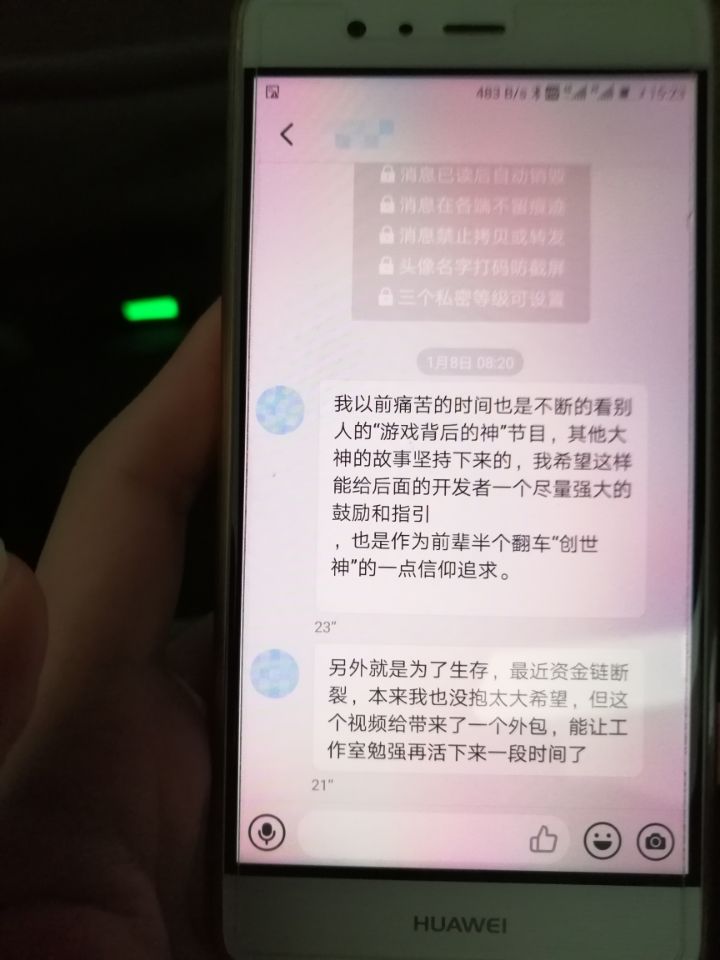 483 B/s
15:23
消息已读后自动销毁
消息在各端不留痕迹
消息禁止拷贝或转发
头像名字打码防截屏
三个私密等级可设置
1月8日 08:20
我以前痛苦的时间也是不断的看别
人的“游戏背后的神”节目，其他大
神的故事坚持下来的，我希望这样
能给后面的开发者一个尽量强大的
鼓励和指引
，也是作为前辈半个翻车“创世
神”的一点信仰追求。
23”
另外就是为了生存，最近资金链断
裂，本来我也没抱太大希望，但这
个视频给带来了一个外包，能让工
作室勉强再活下来一段时间了
21”
HUAWEI